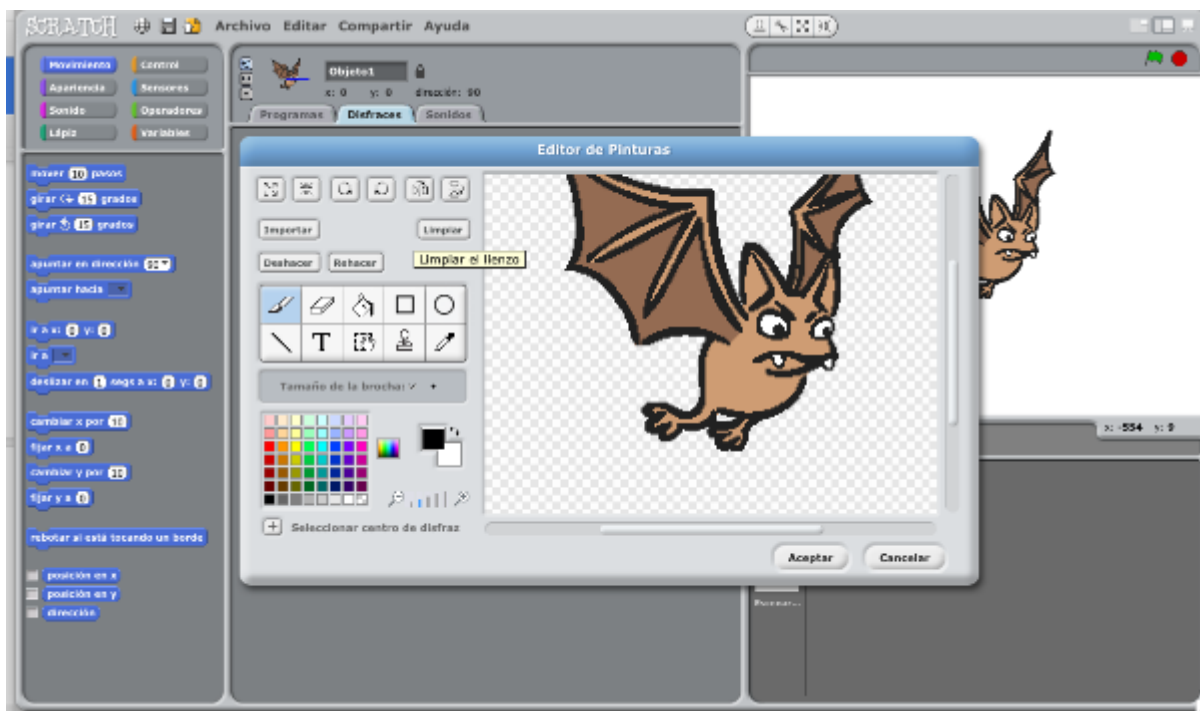 SCRATCH Archivo Editar Compartir Ayuda
Movimiento Control
Apariencia Sensores
Sonido Operadores
Lápiz Variables
Objeto1
x: 0 y: 0 dirección: 90
Programas Disfraces Sonidos
mover 10 pasos
girar 15 grados
girar 15 grados
apuntar en dirección 90
apuntar hacia
ir a x: 0 y: 0
ir a
deslizar en 1 segs a x: 0 y: 0
cambiar x por 10
fijar x a 0
cambiar y por 10
fijar y a 0
rebotar si está tocando un borde
posición en x
posición en y
dirección
Editor de Pinturas
Importar Limpiar
Deshacer Rehacer Limpiar el lienzo
T
Tamaño de la brocha:
Seleccionar centro de disfraz
Aceptar Cancelar
x: -554 y: 9